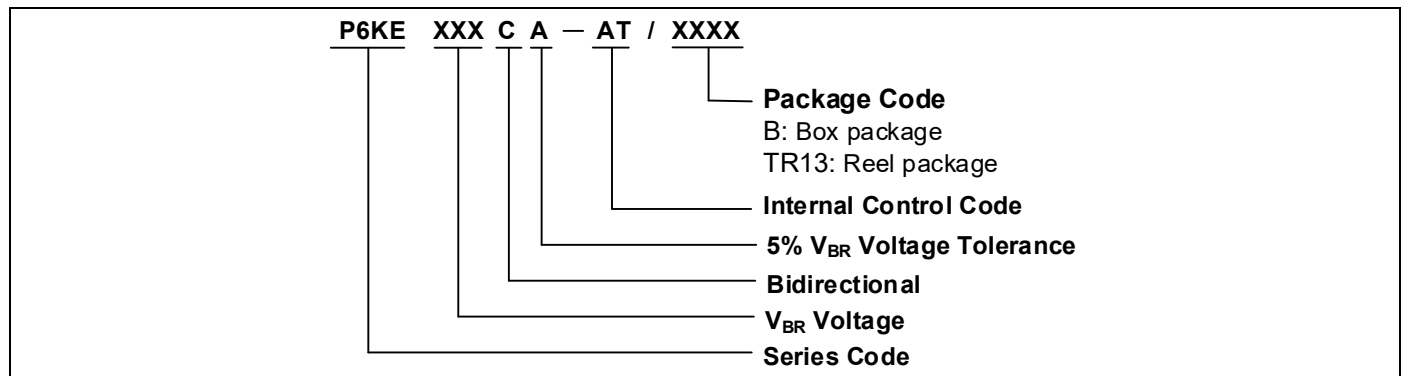 P6KE XXX C A — AT / XXXX
Package Code
B: Box package
TR13: Reel package
Internal Control Code
5% VBR Voltage Tolerance
Bidirectional
VBR Voltage
Series Code